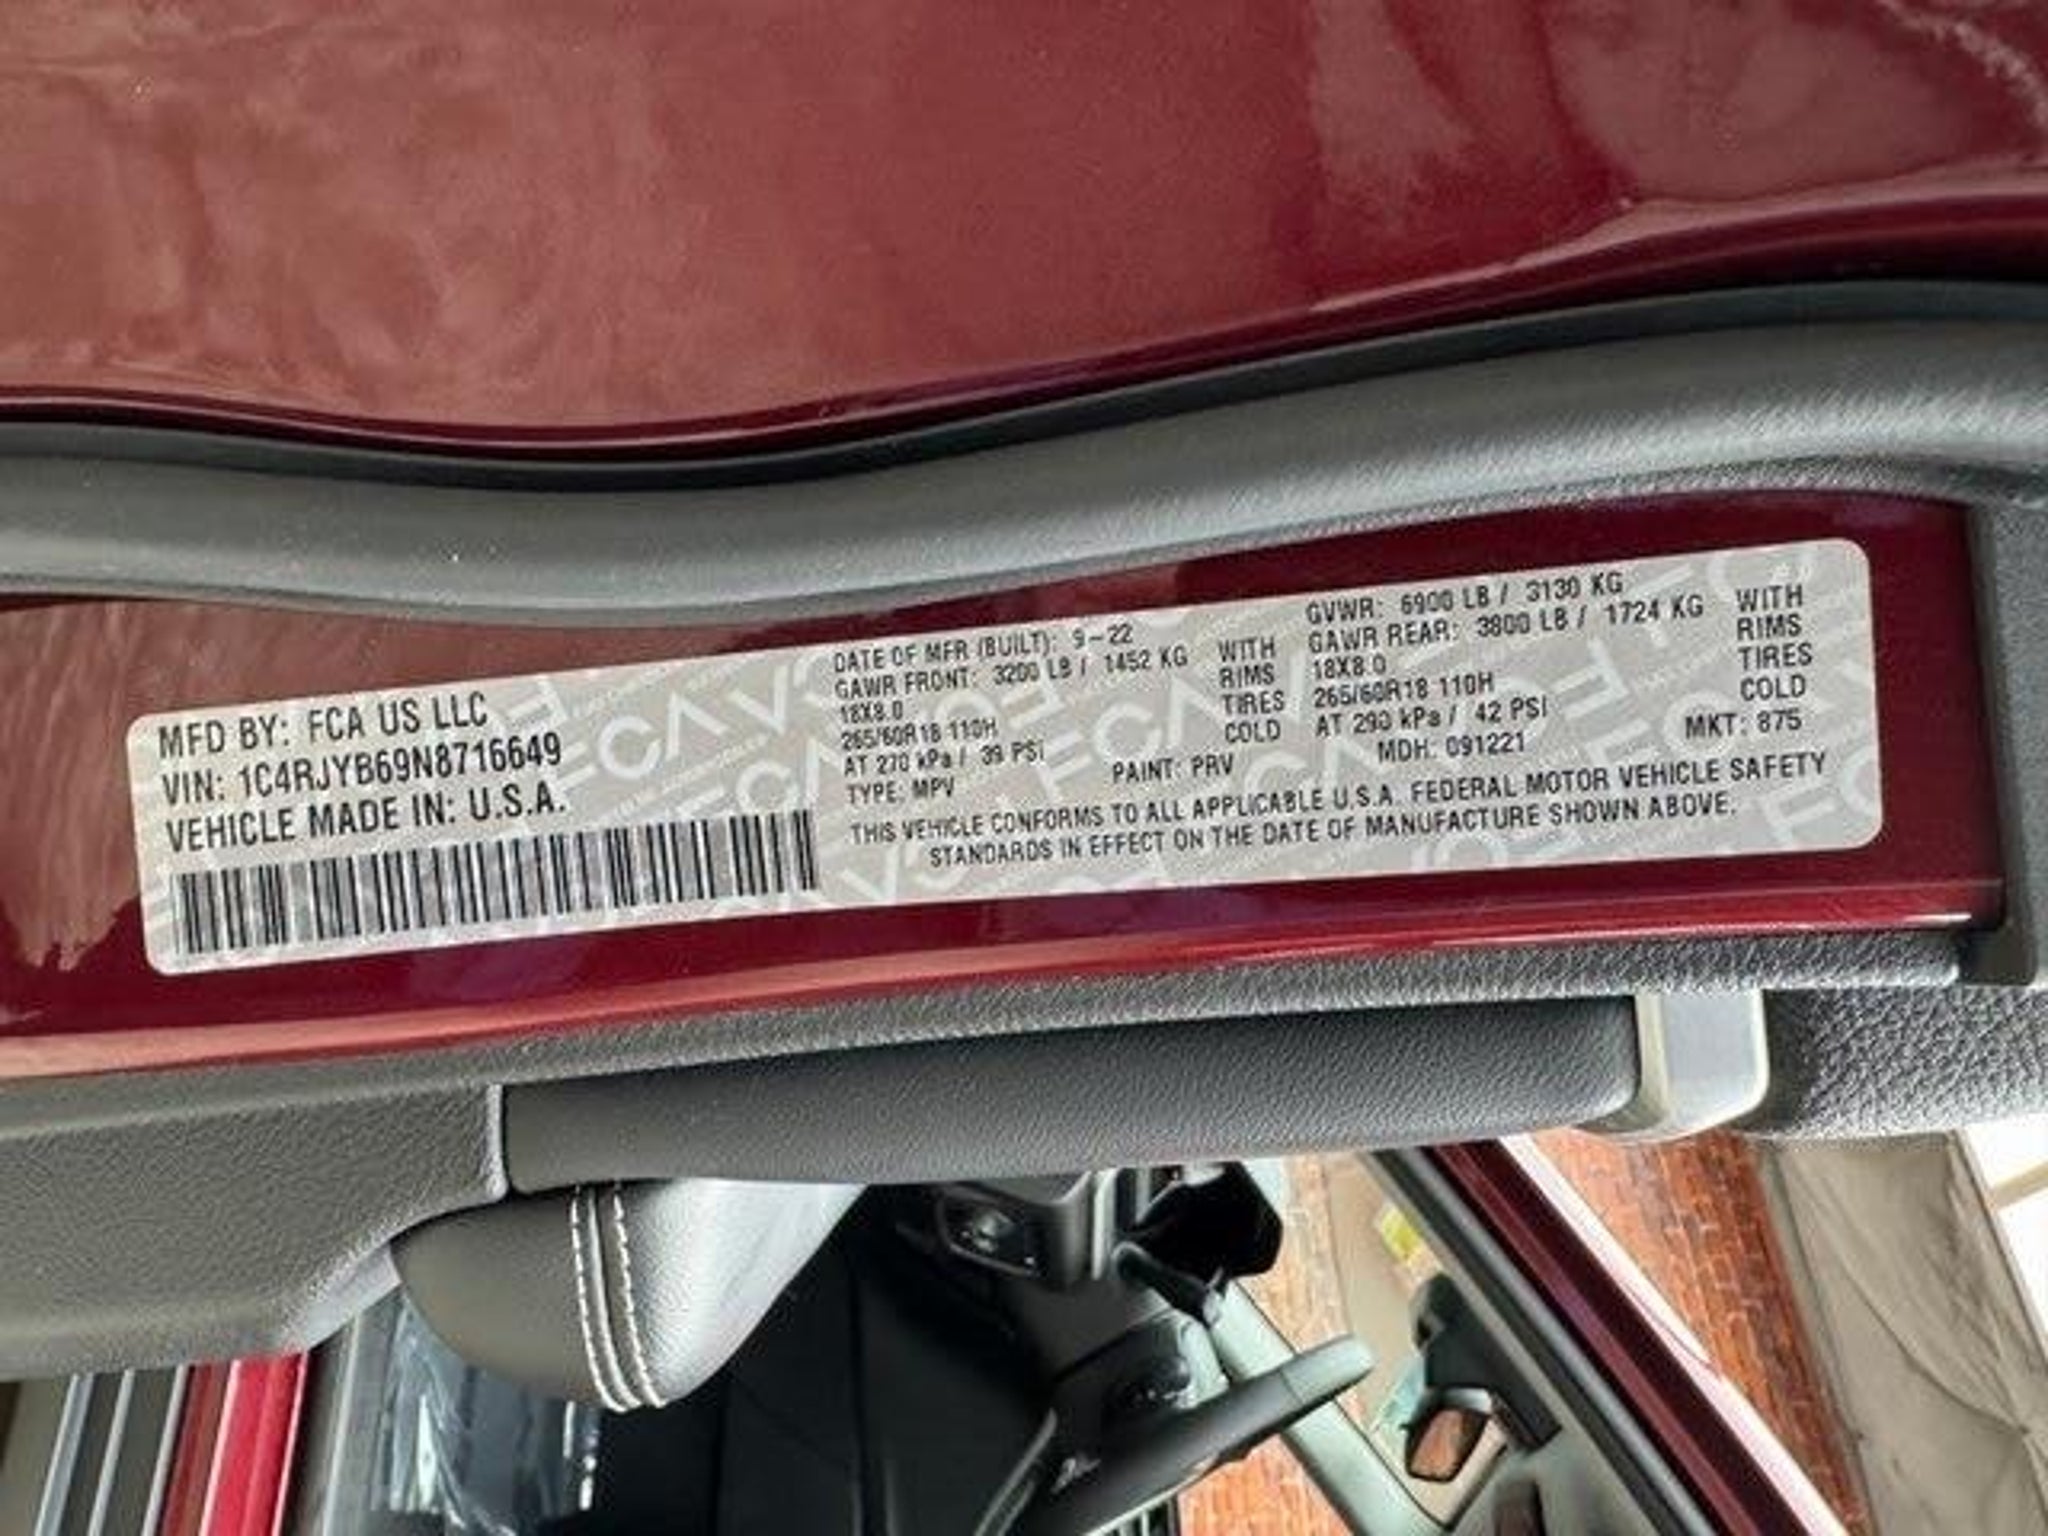 MFD BY: FCA US LLC
VIN: 1C4RJYB69N8716649
VEHICLE MADE IN: U.S.A.
DATE OF MFR (BUILT): 9-22
GAWR FRONT: 3200 LB / 1452 KG WITH
18X8.0 RIMS
265/60R18 110H TIRES
AT 270 kPa / 39 PSI COLD
TYPE: MPV PAINT: PRV
GVWR: 6900 LB / 3130 KG
GAWR REAR: 3800 LB / 1724 KG WITH
18X8.0 RIMS
265/60R18 110H TIRES
AT 290 kPa / 42 PSI COLD
MDH: 091221 MKT: 875
THIS VEHICLE CONFORMS TO ALL APPLICABLE U.S.A. FEDERAL MOTOR VEHICLE SAFETY
STANDARDS IN EFFECT ON THE DATE OF MANUFACTURE SHOWN ABOVE.